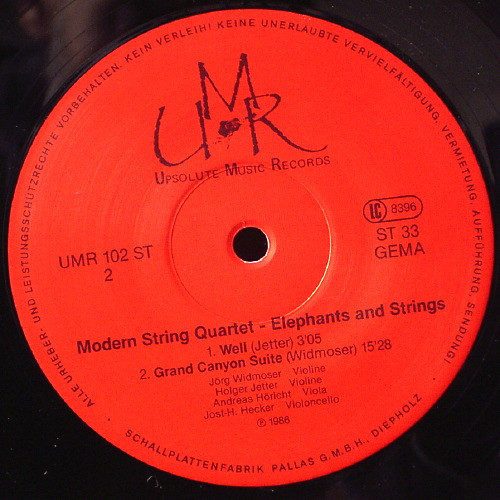 ALLE URHEBER- UND LEISTUNGSSCHUTZRECHTE VORBEHALTEN. KEIN VERLEIH! KEINE UNERLAUBTE VERVIELFÄLTIGUNG, VERMIETUNG, AUFFÜHRUNG, SENDUNG!
UMR
UPSOLUTE MUSIC RECORDS
LC 8396
UMR 102 ST
2
ST 33
GEMA
Modern String Quartet - Elephants and Strings
1. Well (Jetter) 3'05
2. Grand Canyon Suite (Widmoser) 15'28
Jörg Widmoser Violine
Holger Jetter Violine
Andreas Höricht Viola
Jost-H. Hecker Violoncello
℗ 1986
SCHALLPLATTENFABRIK PALLAS G.M.B.H., DIEPHOLZ